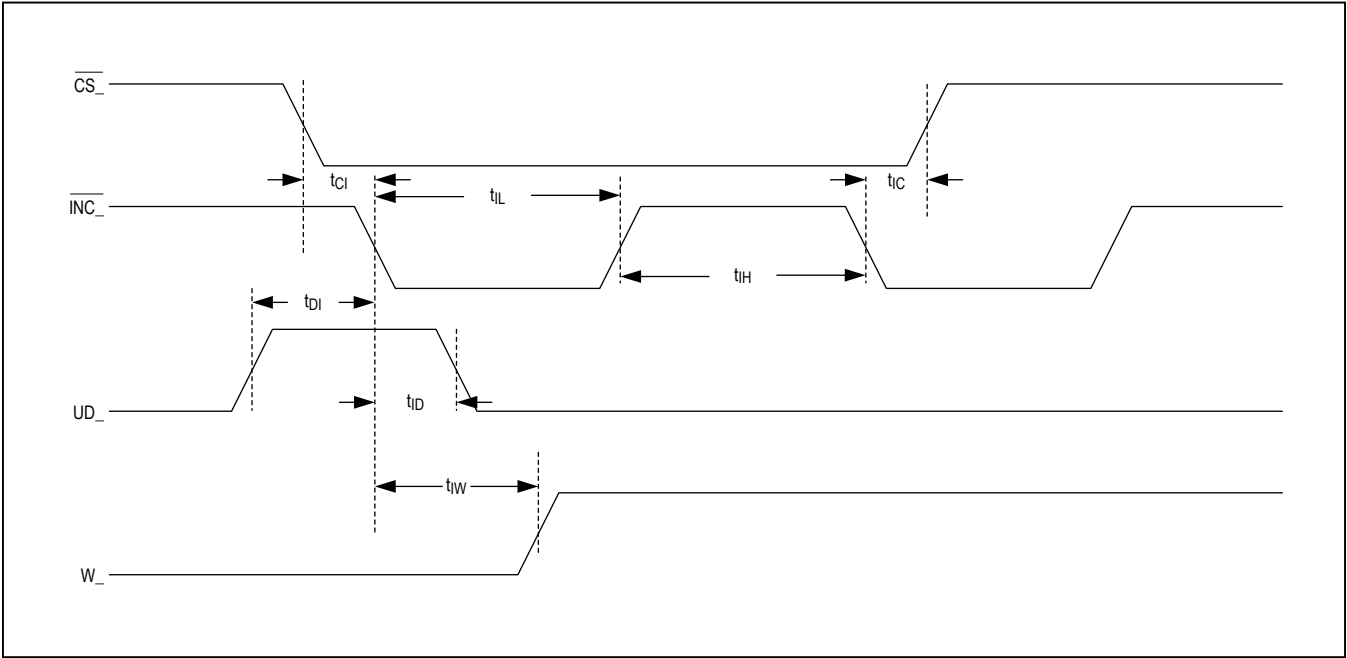 CS_
tCI
tIC
tIL
INC_
tIH
tDI
tID
UD_
tIW
W_